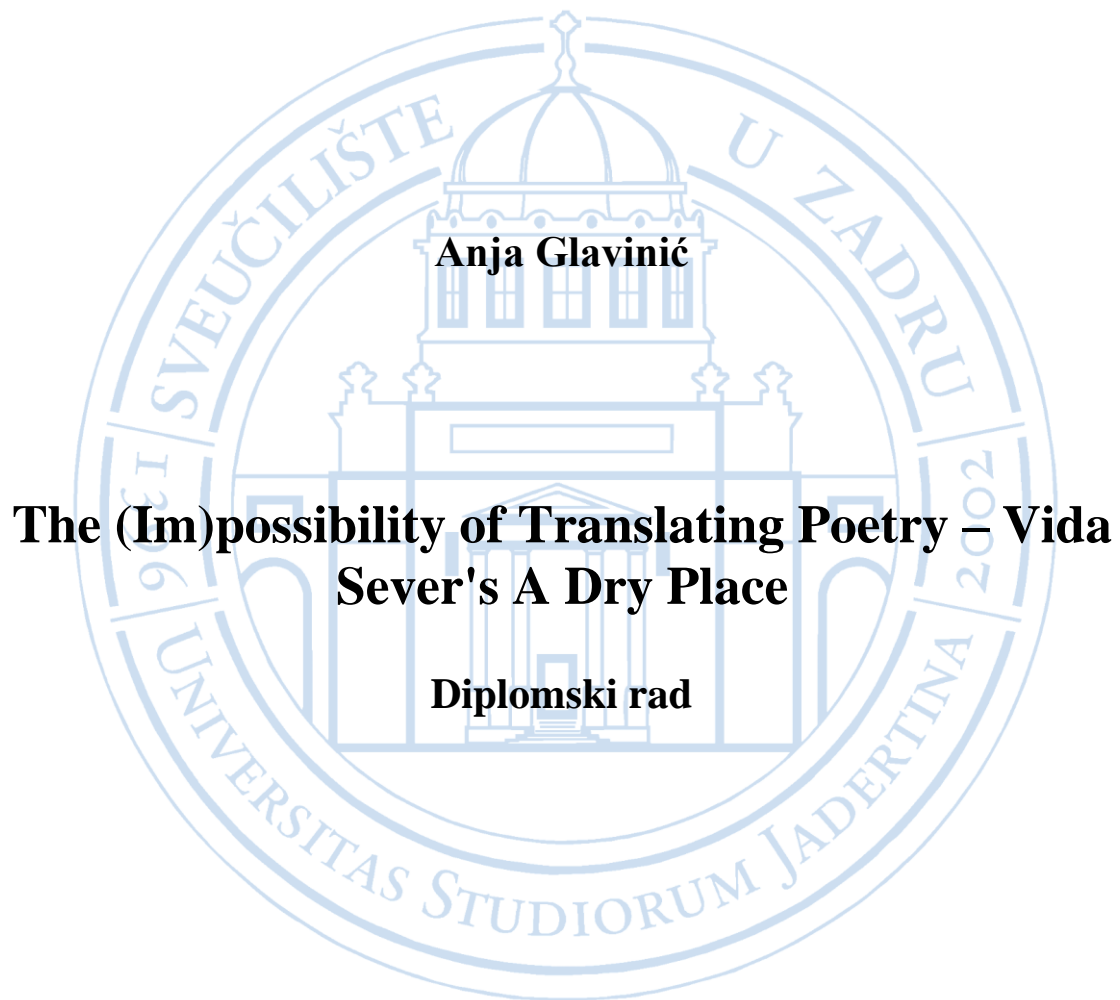 SVEUČILIŠTE U ZADRU
Anja Glavinić
1396
2002
The (Im)possibility of Translating Poetry – Vida
Sever's A Dry Place
Diplomski rad
UNIVERSITAS STUDIORUM JADERTINA